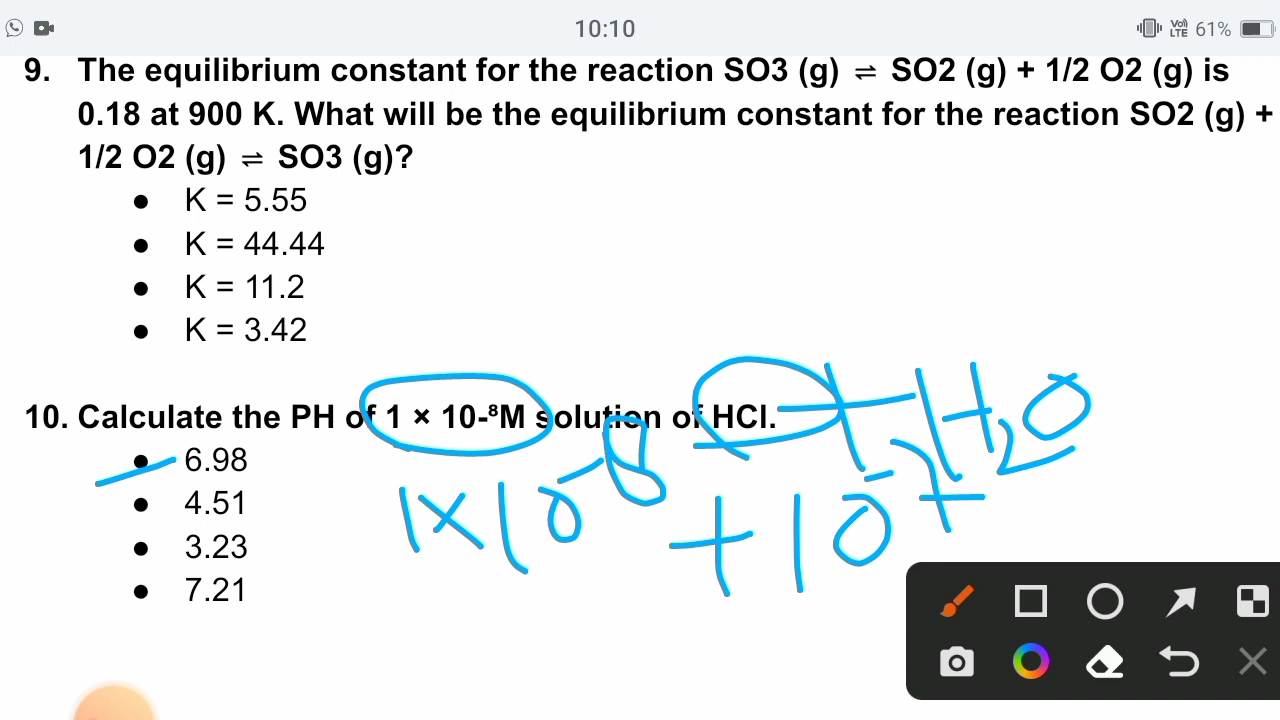 10:10 Vo) LTE 61%
9. The equilibrium constant for the reaction SO3 (g) ⇌ SO2 (g) + 1/2 O2 (g) is
0.18 at 900 K. What will be the equilibrium constant for the reaction SO2 (g) +
1/2 O2 (g) ⇌ SO3 (g)?
● K = 5.55
● K = 44.44
● K = 11.2
● K = 3.42
10. Calculate the PH of 1 × 10-⁸M solution of HCl. + H2O
● 6.98
1×10-8 + 10-7
● 4.51
● 3.23
● 7.21